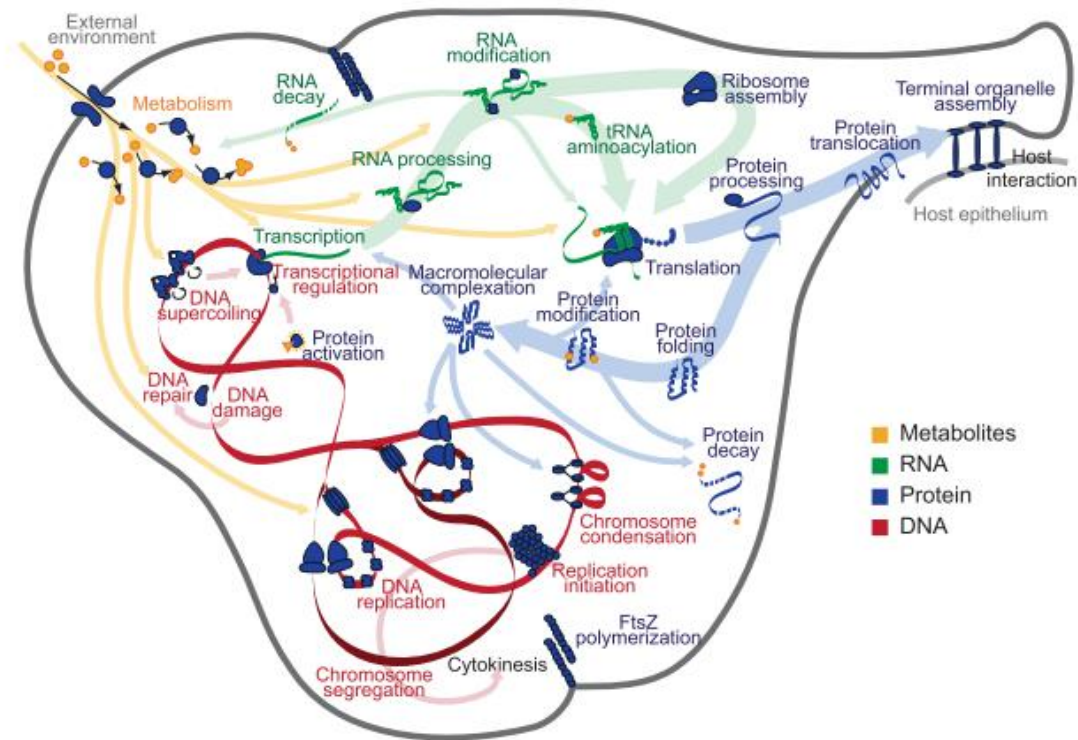 External
environment
Metabolism
RNA
decay
RNA
modification
Ribosome
assembly
Terminal organelle
assembly
tRNA
aminoacylation
Protein
translocation
RNA processing
Protein
processing
Host
interaction
Host epithelium
Transcription
Transcriptional
regulation
DNA
supercoiling
Macromolecular
complexation
Translation
Protein
modification
Protein
activation
Protein
folding
DNA
repair
DNA
damage
Protein
decay
Metabolites
RNA
Protein
DNA
Chromosome
condensation
DNA
replication
Replication
initiation
FtsZ
polymerization
Cytokinesis
Chromosome
segregation